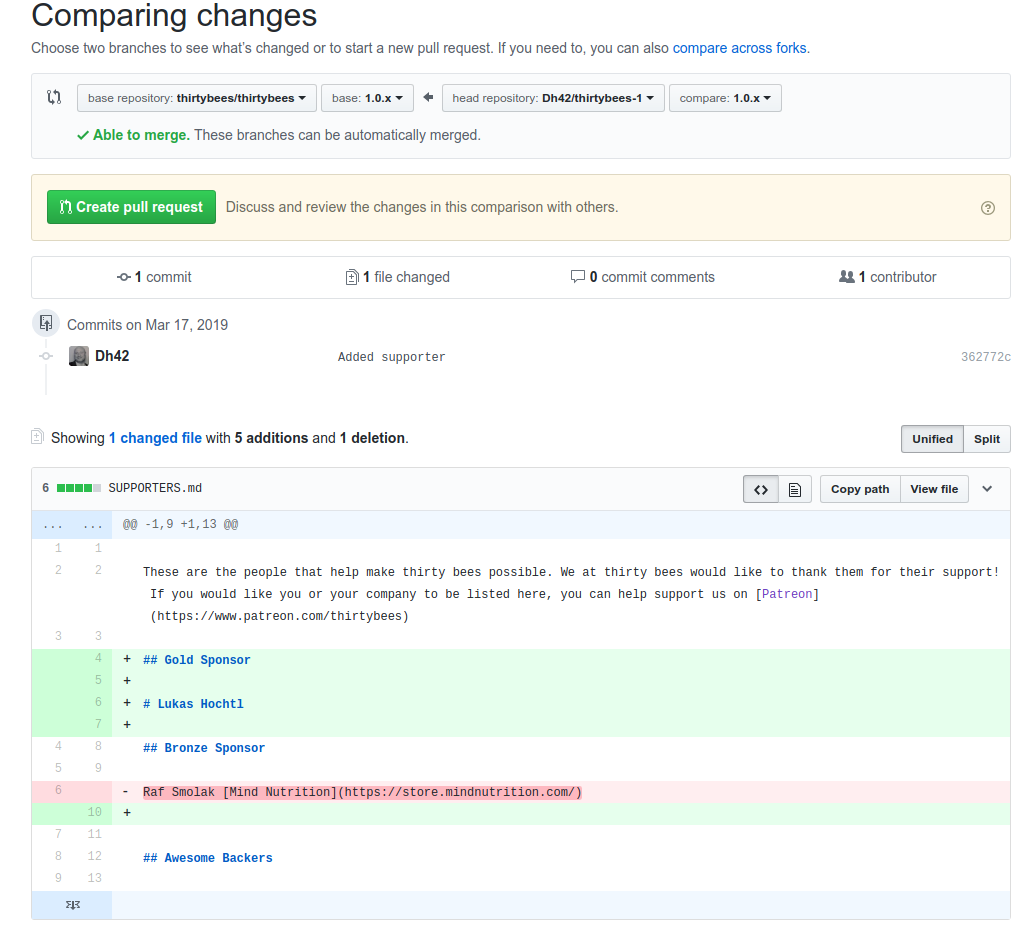 Comparing changes
Choose two branches to see what's changed or to start a new pull request. If you need to, you can also compare across forks.
base repository: thirtybees/thirtybees base: 1.0.x head repository: Dh42/thirtybees-1 compare: 1.0.x
Able to merge. These branches can be automatically merged.
Create pull request Discuss and review the changes in this comparison with others.
1 commit 1 file changed 0 commit comments 1 contributor
Commits on Mar 17, 2019
Dh42 Added supporter 362772c
Showing 1 changed file with 5 additions and 1 deletion. Unified Split
6 SUPPORTERS.md <> Copy path View file
... ... @@ -1,9 +1,13 @@
1 1
2 2 These are the people that help make thirty bees possible. We at thirty bees would like to thank them for their support!
If you would like you or your company to be listed here, you can help support us on [Patreon]
(https://www.patreon.com/thirtybees)
3 3
4 + ## Gold Sponsor
5 +
6 + # Lukas Hochtl
7 +
4 8 ## Bronze Sponsor
5 9
6 - Raf Smolak [Mind Nutrition](https://store.mindnutrition.com/)
10 +
7 11
8 12 ## Awesome Backers
9 13